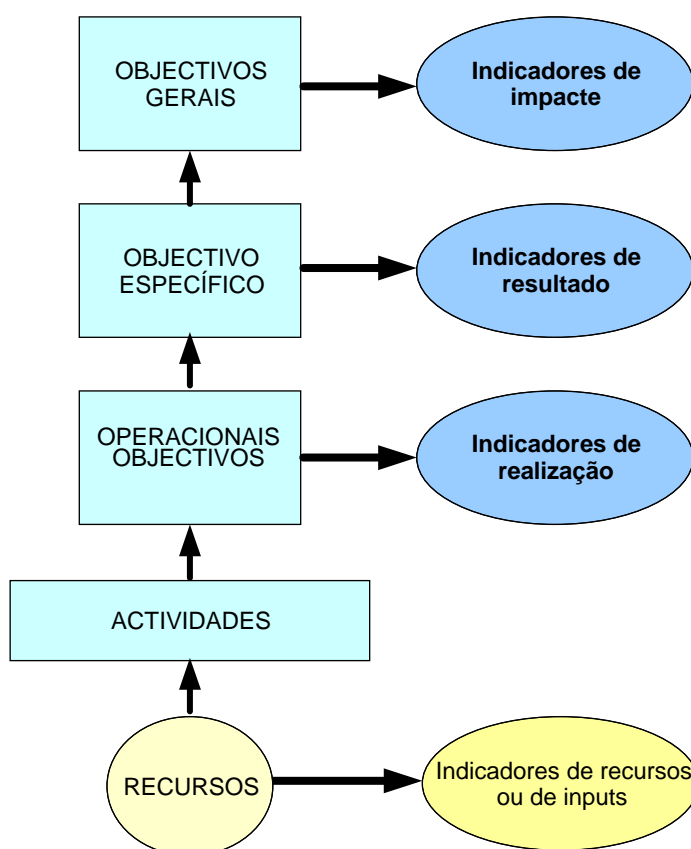 OBJECTIVOS
GERAIS
Indicadores de
impacte
OBJECTIVO
ESPECÍFICO
Indicadores de
resultado
OPERACIONAIS
OBJECTIVOS
Indicadores de
realização
ACTIVIDADES
RECURSOS
Indicadores de recursos
ou de inputs